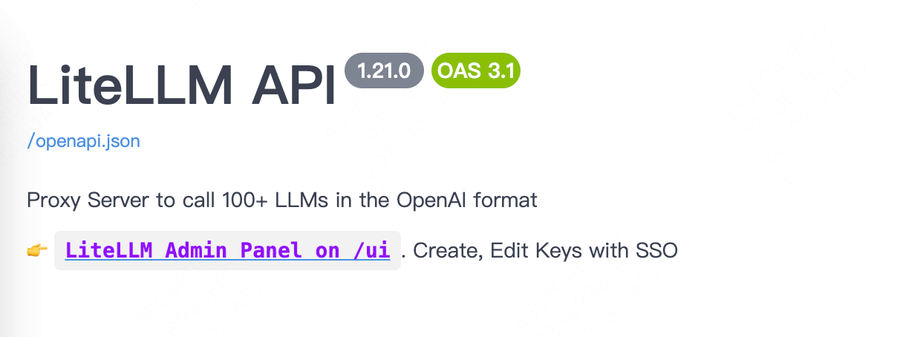 LiteLLM API 1.21.0 OAS 3.1
/openapi.json
Proxy Server to call 100+ LLMs in the OpenAI format
👉 LiteLLM Admin Panel on /ui. Create, Edit Keys with SSO